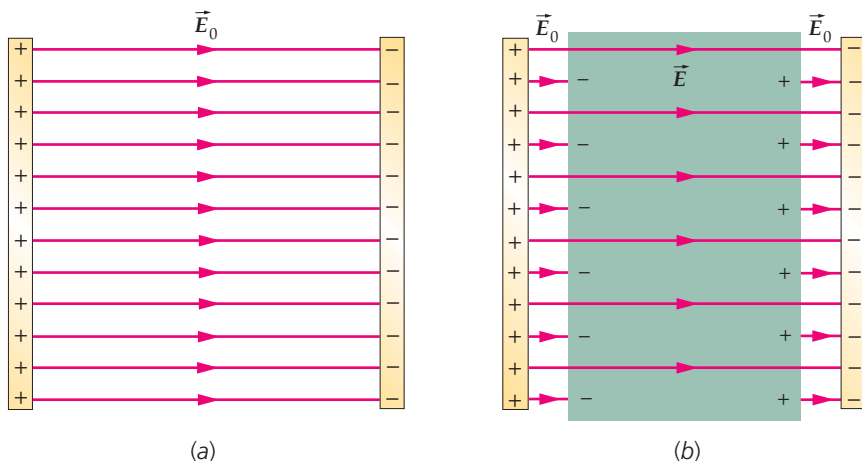 E⃗₀ E⃗₀ E⃗₀
+ − + −
+ − + − E⃗ + −
+ − + −
+ − + − + −
+ − + −
+ − + − + −
+ − + −
+ − + − + −
+ − + −
+ − + − + −
+ − + −
+ − + − + −
(a) (b)